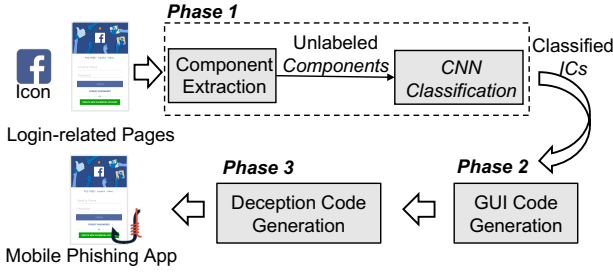 Phase 1
Component
Extraction
Unlabeled
Components
CNN
Classification
Classified
ICs
Icon
Login-related Pages
Phase 2
GUI Code
Generation
Phase 3
Deception Code
Generation
Mobile Phishing App